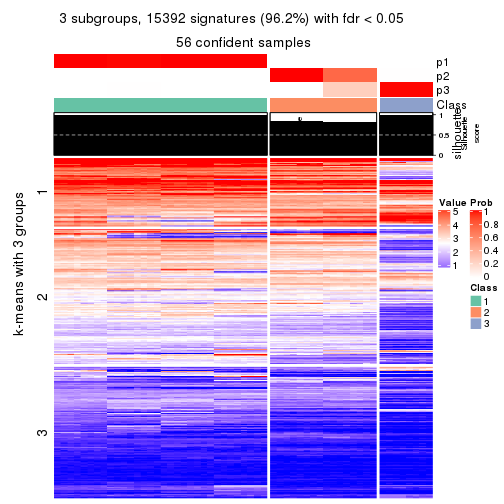 3 subgroups, 15392 signatures (96.2%) with fdr < 0.05
56 confident samples
p1
p2
p3
Class
1
0.5
0
silhouette
Silhouette
score
k-means with 3 groups
1
2
3
Value
5
4
3
2
1
Prob
1
0.8
0.6
0.4
0.2
0
Class
1
2
3